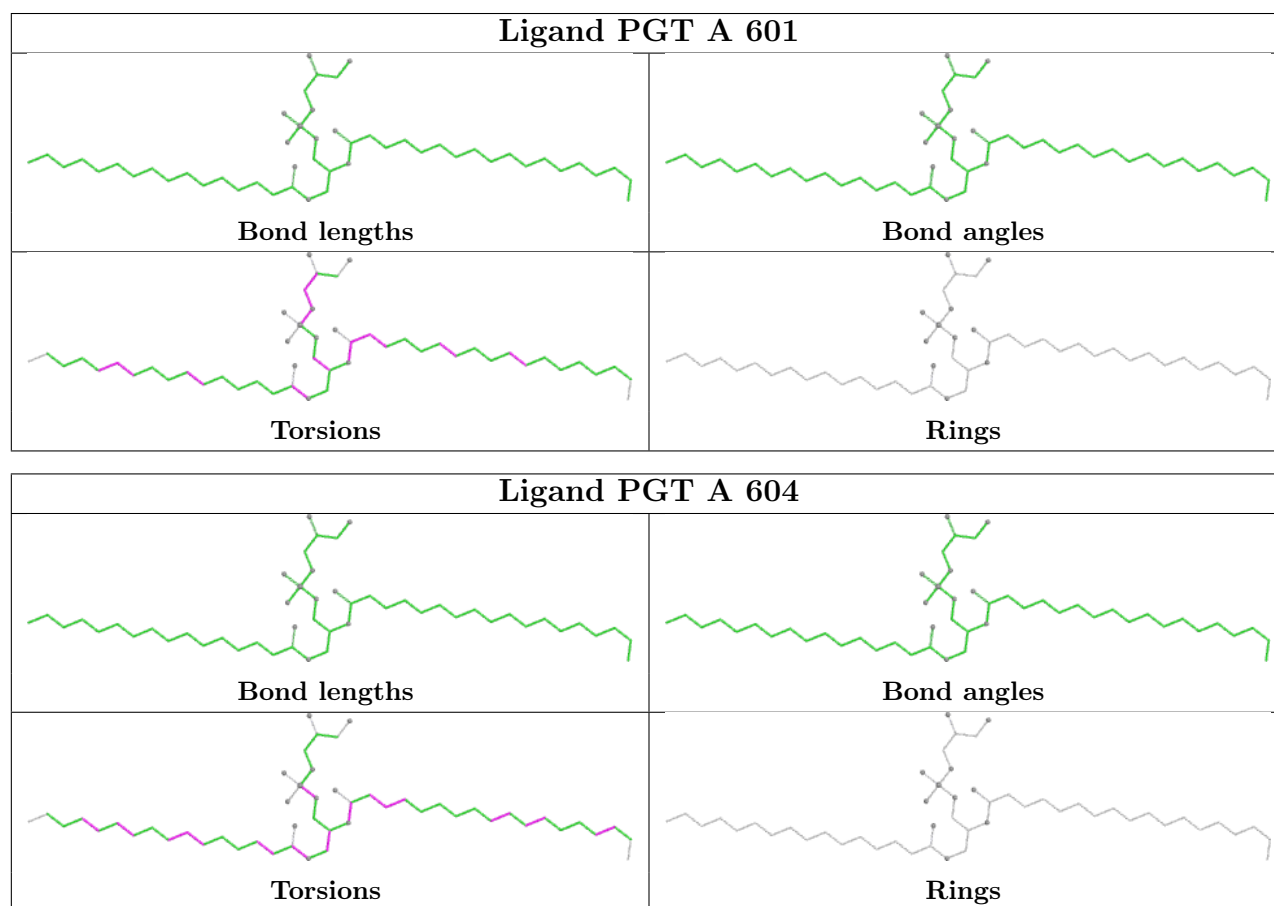 Ligand PGT A 601
Bond lengths
Bond angles
Torsions
Rings
Ligand PGT A 604
Bond lengths
Bond angles
Torsions
Rings